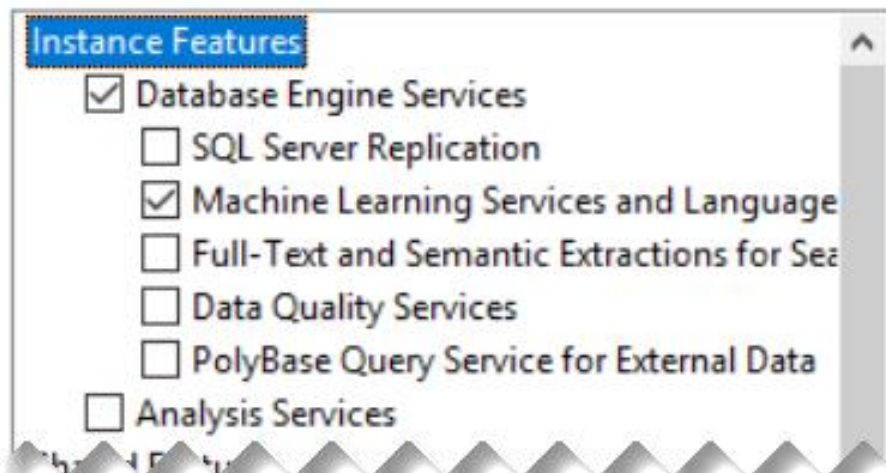 Instance Features
Database Engine Services
SQL Server Replication
Machine Learning Services and Language
Full-Text and Semantic Extractions for Sea
Data Quality Services
PolyBase Query Service for External Data
Analysis Services